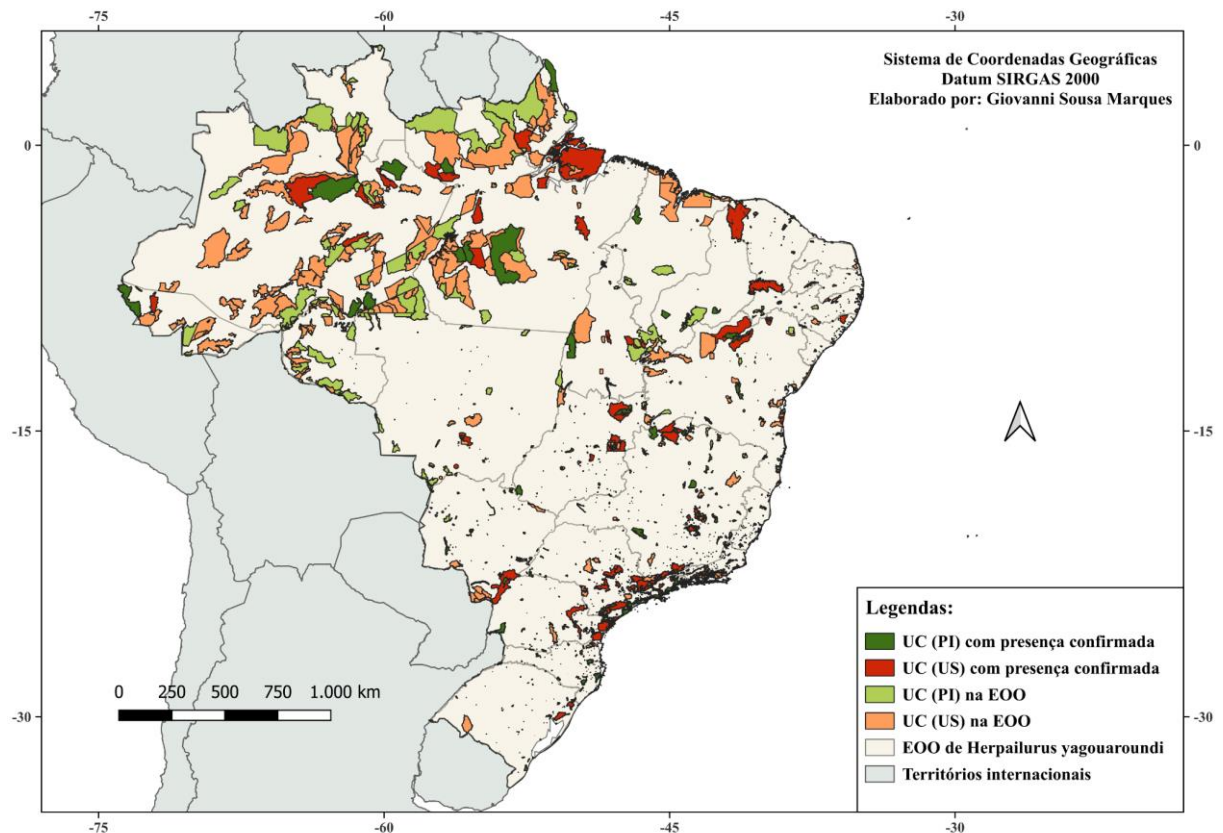 -75
-60
-45
-30
Sistema de Coordenadas Geográficas
Datum SIRGAS 2000
Elaborado por: Giovanni Sousa Marques
0
0
-15
-15
-30
-30
Legendas:
UC (PI) com presença confirmada
UC (US) com presença confirmada
UC (PI) na EOO
UC (US) na EOO
EOO de Herpailurus yagouaroundi
Territórios internacionais
0 250 500 750 1.000 km
-75
-60
-45
-30